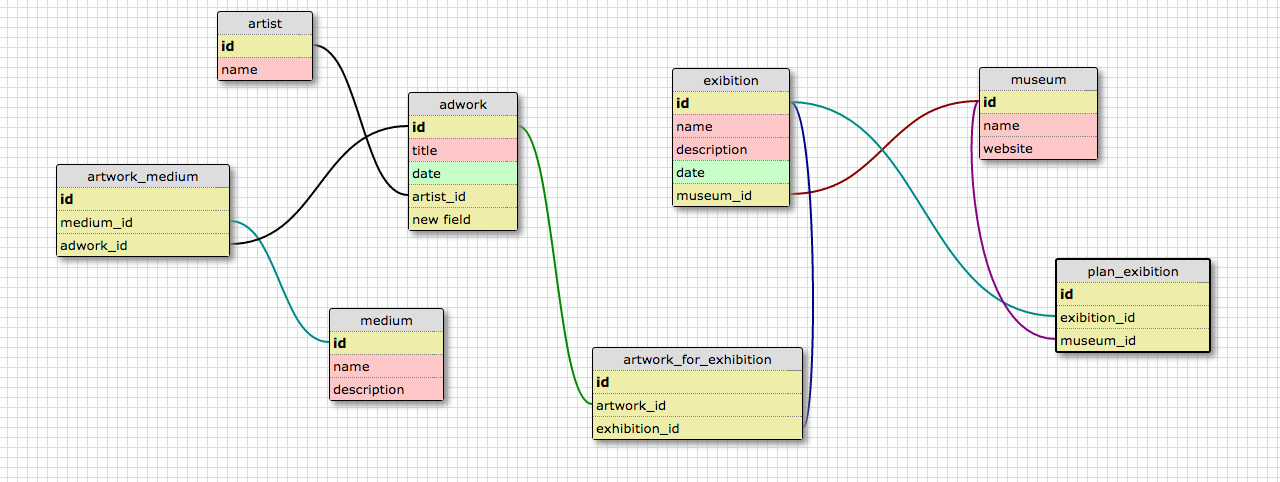 artist
id
name
adwork
id
title
date
artist_id
new field
artwork_medium
id
medium_id
adwork_id
medium
id
name
description
exibition
id
name
description
date
museum_id
museum
id
name
website
plan_exibition
id
exibition_id
museum_id
artwork_for_exhibition
id
artwork_id
exhibition_id